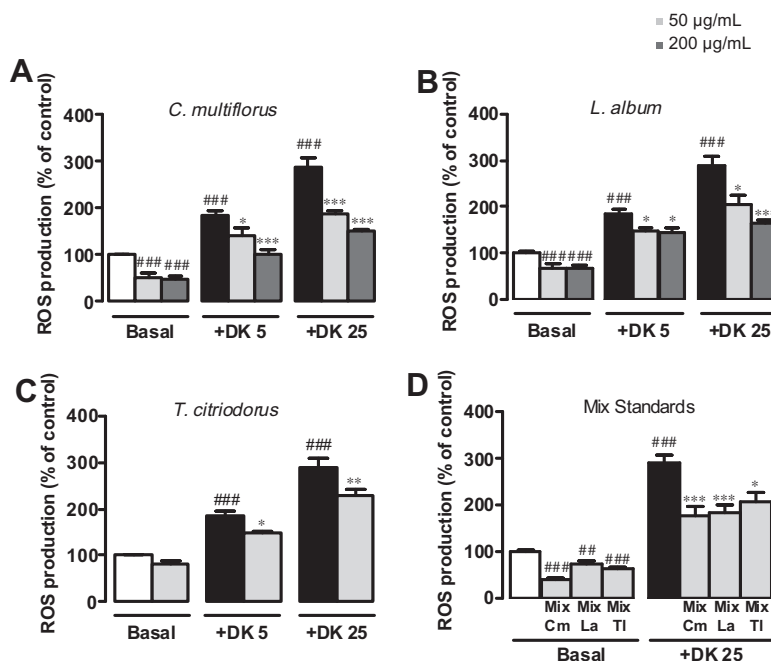 50 µg/mL
200 µg/mL
A
C. multiflorus
ROS production (% of control)
400
300
200
100
0
### ###
###
*
***
###
***
***
Basal
+DK 5
+DK 25
B
L. album
ROS production (% of control)
400
300
200
100
0
######
###
*
*
###
*
***
Basal
+DK 5
+DK 25
C
T. citriodorus
ROS production (% of control)
400
300
200
100
0
###
*
###
**
Basal
+DK 5
+DK 25
D
Mix Standards
ROS production (% of control)
400
300
200
100
0
###
##
###
###
***
***
*
Mix Mix Mix
Cm La Tl
Mix Mix Mix
Cm La Tl
Basal
+DK 25